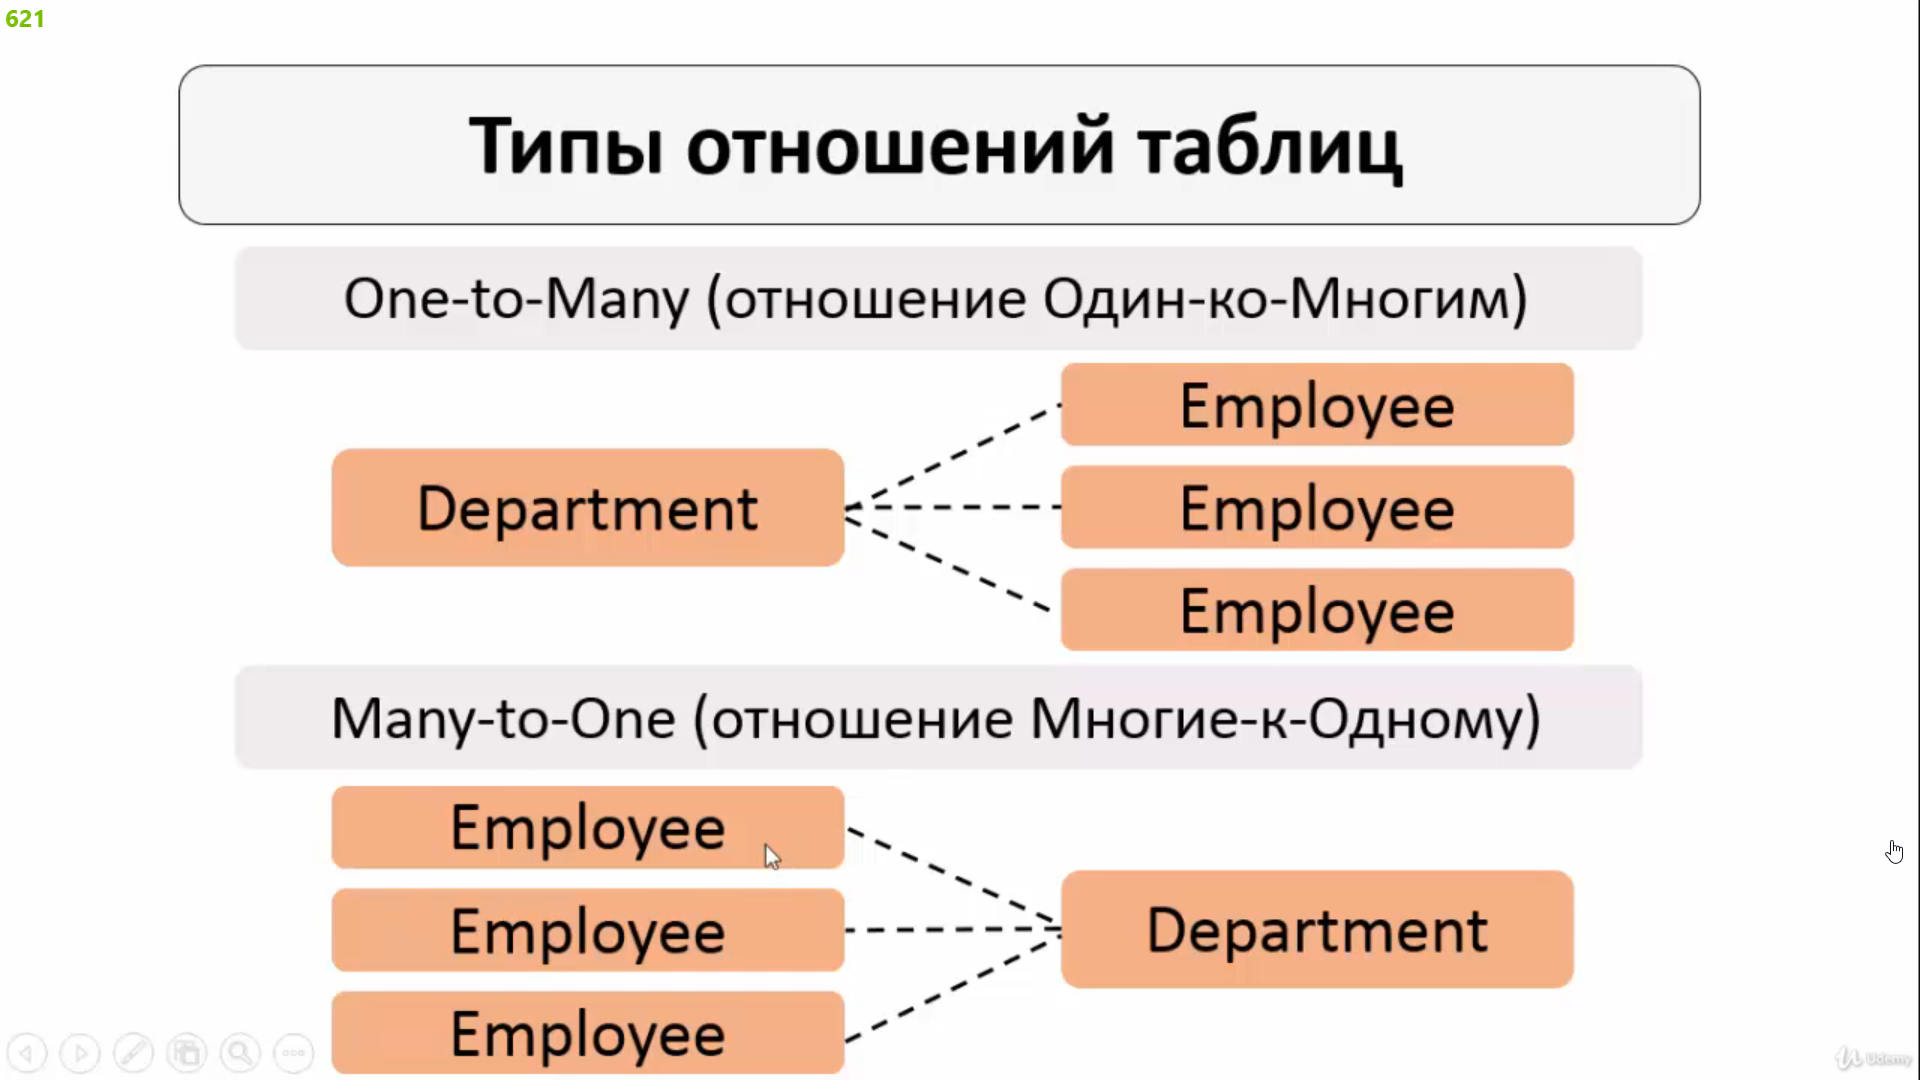 621
Типы отношений таблиц
One-to-Many (отношение Один-ко-Многим)
Department
Employee
Employee
Employee
Many-to-One (отношение Многие-к-Одному)
Employee
Employee
Employee
Department
Udemy